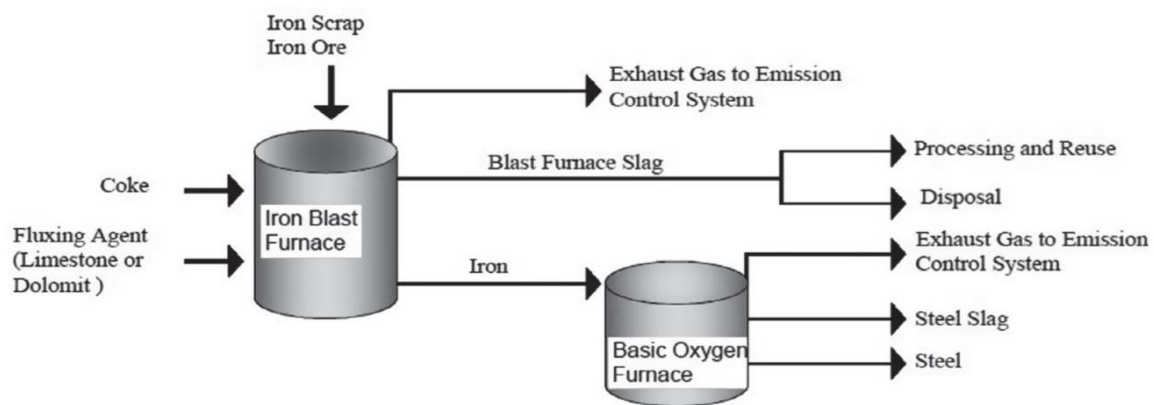 Iron Scrap
Iron Ore
Exhaust Gas to Emission
Control System
Blast Furnace Slag
Processing and Reuse
Disposal
Coke
Iron Blast
Furnace
Fluxing Agent
(Limestone or
Dolomit )
Iron
Exhaust Gas to Emission
Control System
Steel Slag
Basic Oxygen
Furnace
Steel